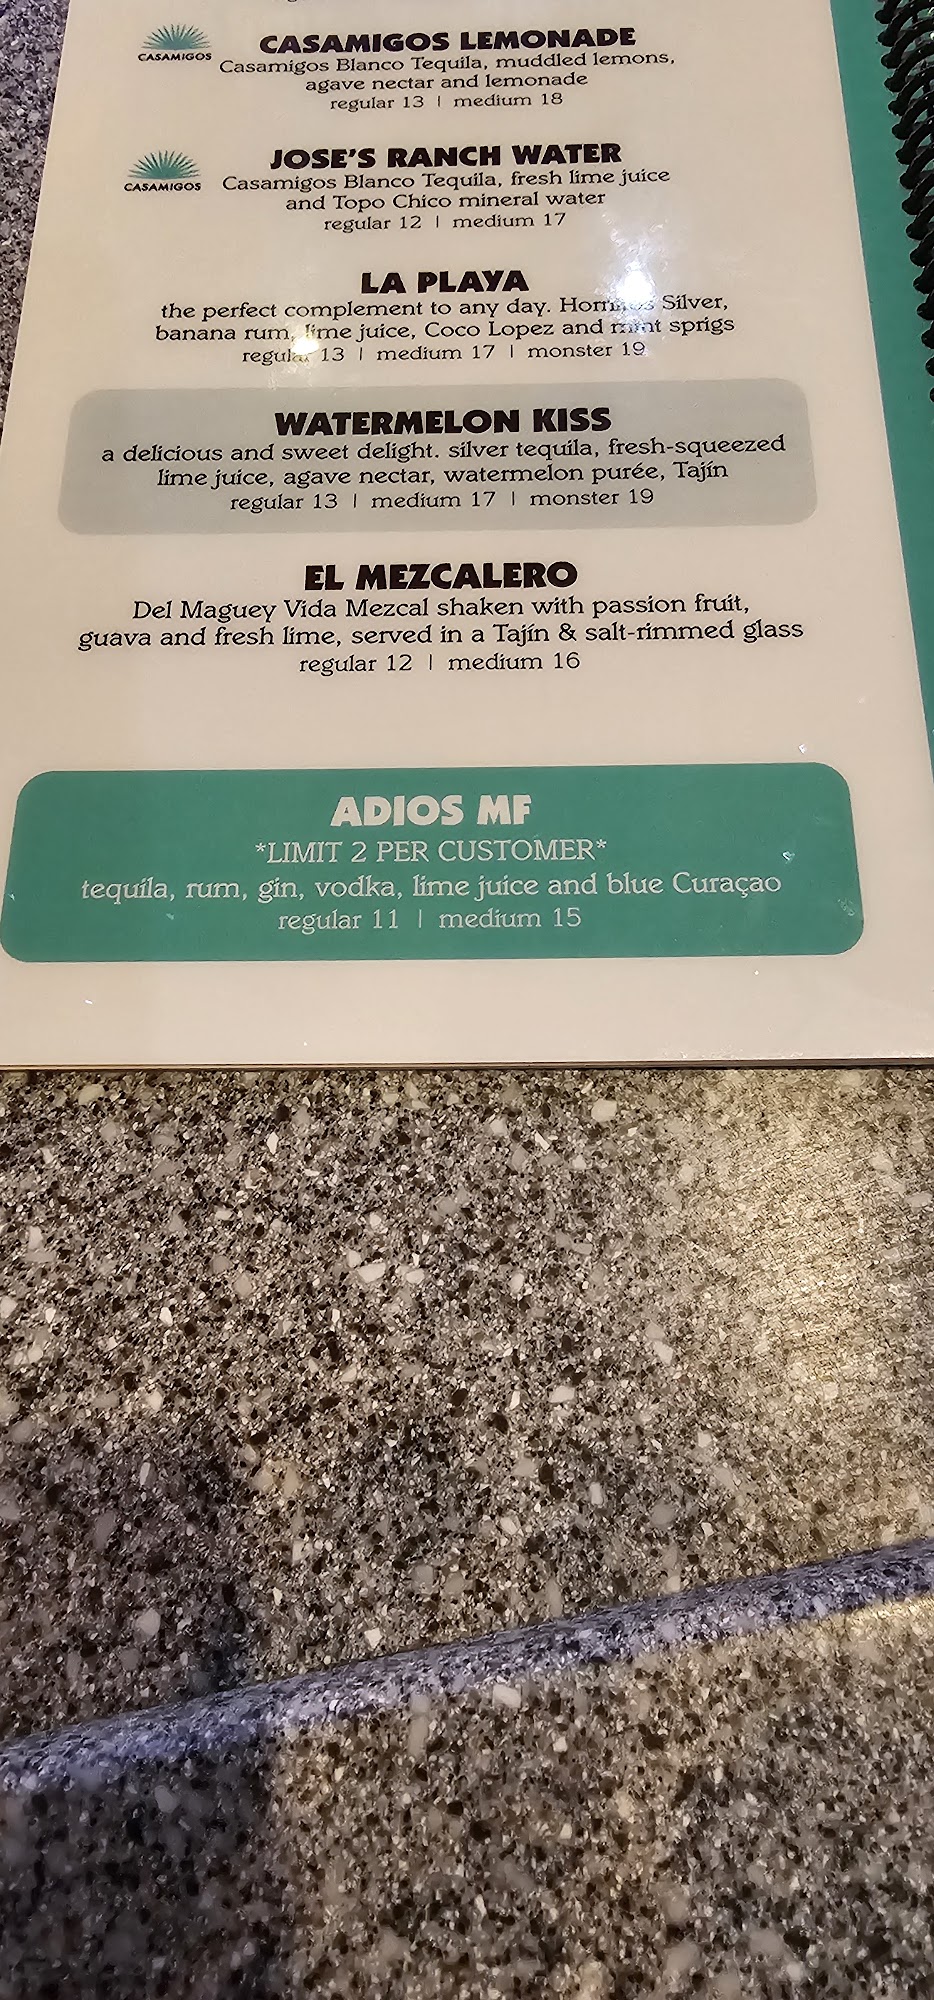 CASAMIGOS
CASAMIGOS LEMONADE
Casamigos Blanco Tequila, muddled lemons,
agave nectar and lemonade
regular 13 | medium 18
CASAMIGOS
JOSE'S RANCH WATER
Casamigos Blanco Tequila, fresh lime juice
and Topo Chico mineral water
regular 12 | medium 17
LA PLAYA
the perfect complement to any day. Hornitos Silver,
banana rum, lime juice, Coco Lopez and mint sprigs
regular 13 | medium 17 | monster 19
WATERMELON KISS
a delicious and sweet delight. silver tequila, fresh-squeezed
lime juice, agave nectar, watermelon purée, Tajín
regular 13 | medium 17 | monster 19
EL MEZCALERO
Del Maguey Vida Mezcal shaken with passion fruit,
guava and fresh lime, served in a Tajín & salt-rimmed glass
regular 12 | medium 16
ADIOS MF
*LIMIT 2 PER CUSTOMER*
tequila, rum, gin, vodka, lime juice and blue Curaçao
regular 11 | medium 15